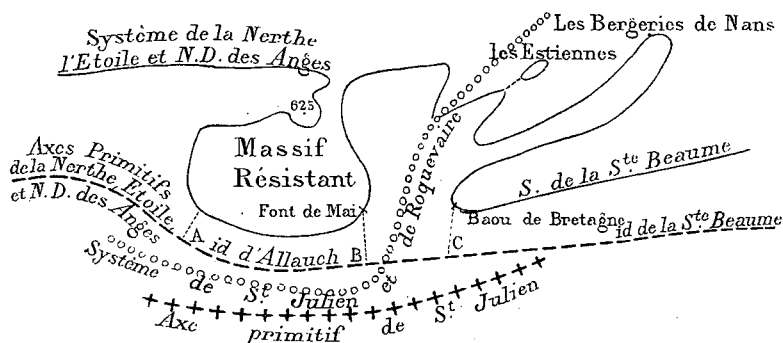 Système de la Nerthe
l'Etoile et N.D. des Anges
Les Bergeries de Nans
les Estiennes
625
Axes Primitifs
de la Nerthe Etoile,
et N.D. des Anges
Massif
Résistant
Font de Mai
et de Roquevaire
S. de la Ste Beaume
Baou de Bretagne
id de la Ste Beaume
A
id d'Allauch
B
C
Système de St Julien
Axe primitif de St Julien